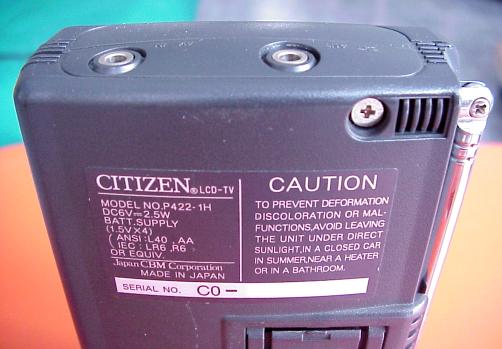 CITIZEN® LCD-TV
MODEL NO.P422-1H
DC6V⎓2.5W
BATT.SUPPLY
(1.5V×4)
( ANSI:L40 ,AA
IEC :LR6 ,R6 )
OR EQUIV.
Japan CBM Corporation
MADE IN JAPAN
CAUTION
TO PREVENT DEFORMATION
DISCOLORATION OR MAL-
FUNCTIONS,AVOID LEAVING
THE UNIT UNDER DIRECT
SUNLIGHT,IN A CLOSED CAR
IN SUMMER,NEAR A HEATER
OR IN A BATHROOM.
SERIAL NO. CO-